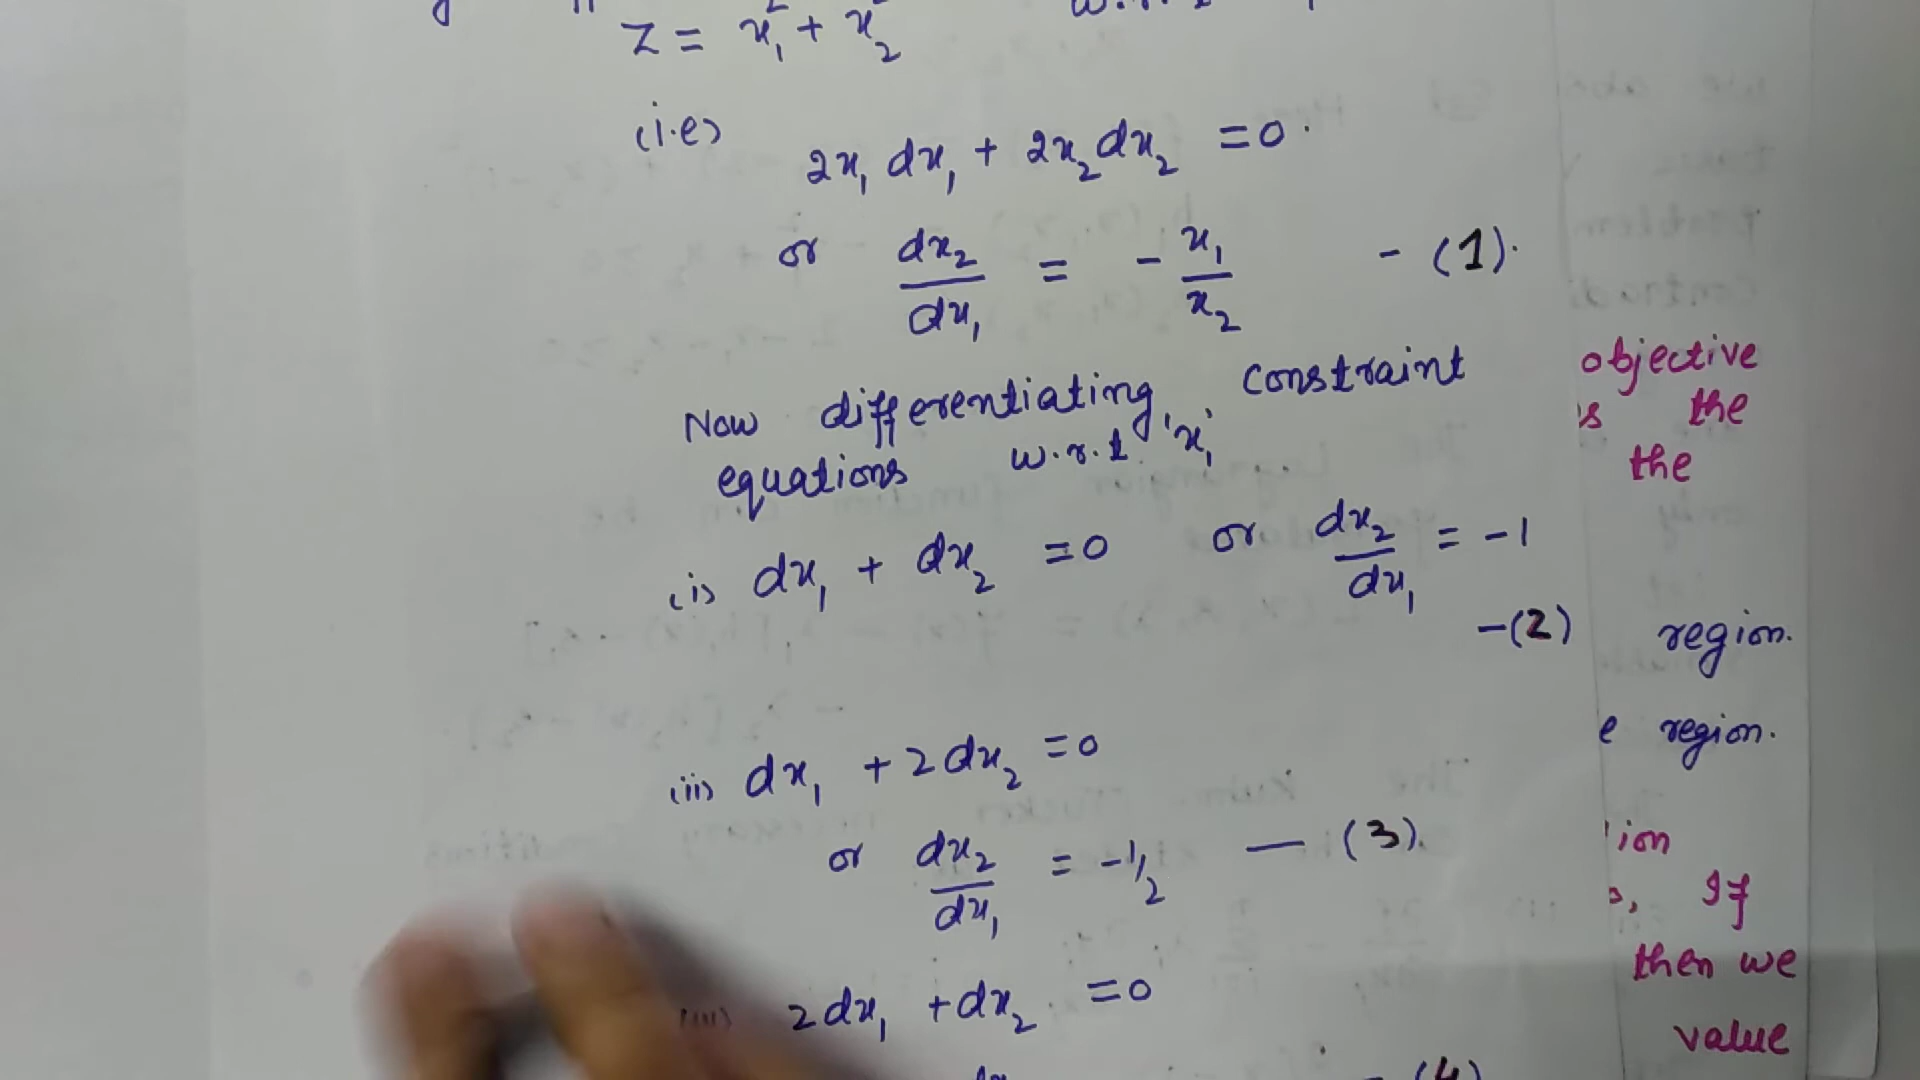 Z = x₁² + x₂²
(i.e)
2x₁ dx₁ + 2x₂ dx₂ = 0.
or dx₂/dx₁ = - x₁/x₂ - (1).
Now differentiating constraint
equations w.r.t 'x₁'
(i) dx₁ + dx₂ = 0 or dx₂/dx₁ = -1
-(2)
(ii) dx₁ + 2dx₂ = 0
or dx₂/dx₁ = -1/2 — (3).
(iii) 2dx₁ + dx₂ = 0
- (4)
objective
the
the
region.
e region.
ion
If
then we
value